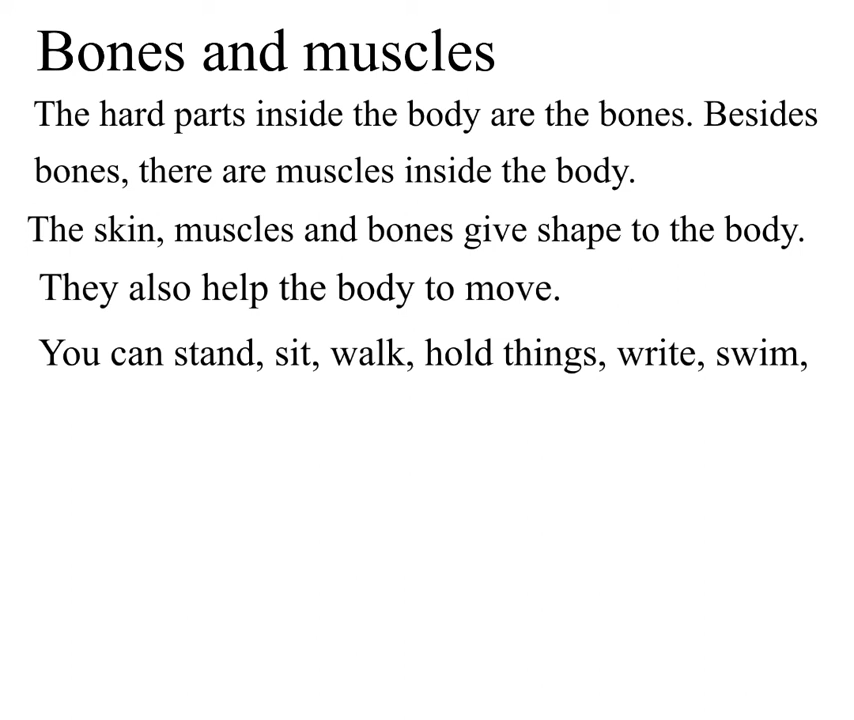 Bones and muscles
The hard parts inside the body are the bones. Besides
bones, there are muscles inside the body.
The skin, muscles and bones give shape to the body.
They also help the body to move.
You can stand, sit, walk, hold things, write, swim,